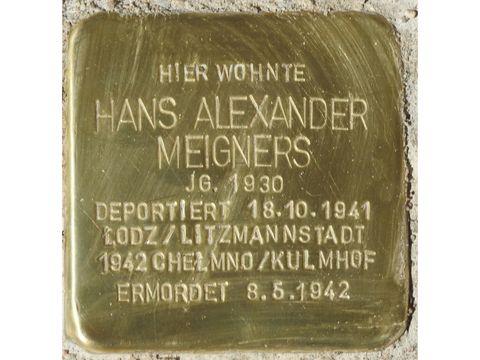 HIER WOHNTE
HANS ALEXANDER
MEIGNERS
JG. 1930
DEPORTIERT 18.10.1941
LODZ/LITZMANNSTADT
1942 CHELMNO/KULMHOF
ERMORDET 8.5.1942